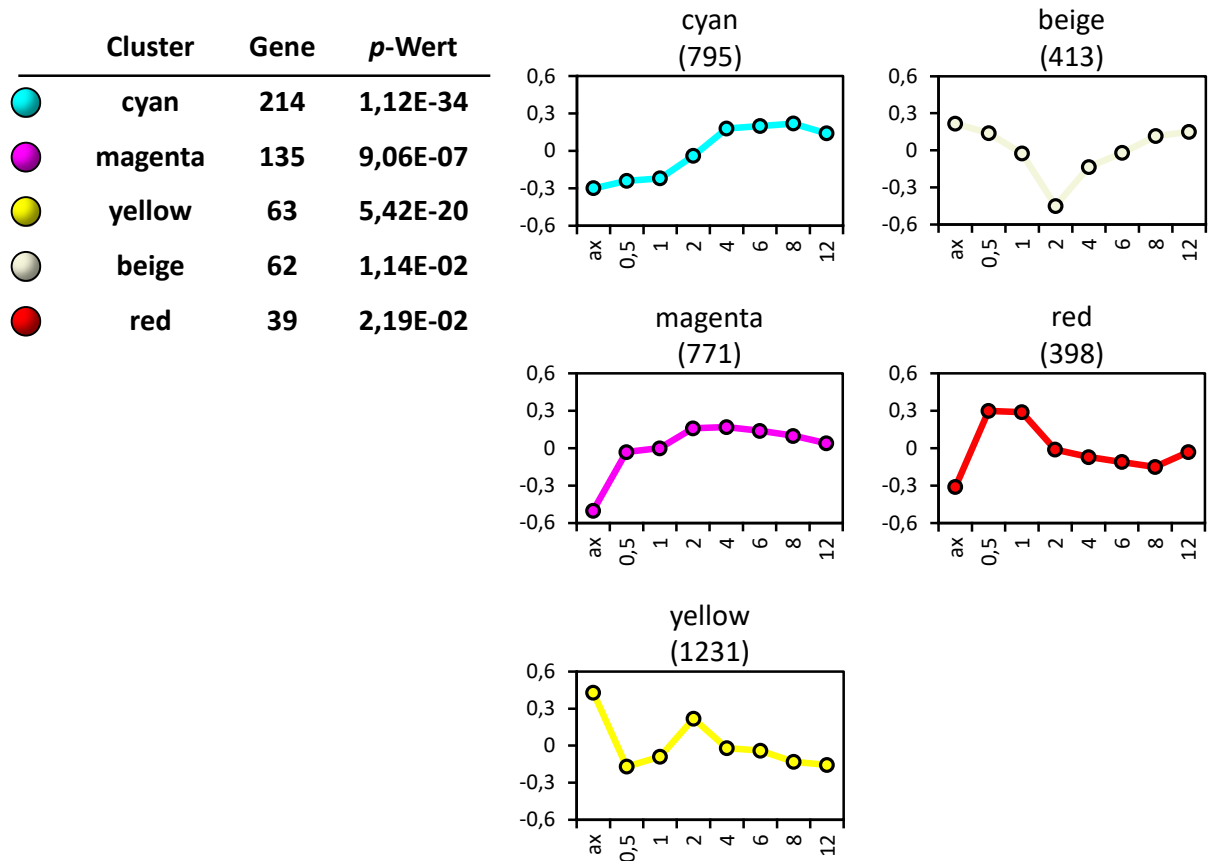 Cluster Gene p-Wert
cyan 214 1,12E-34
magenta 135 9,06E-07
yellow 63 5,42E-20
beige 62 1,14E-02
red 39 2,19E-02
cyan
(795)
0,6
0,3
0
-0,3
-0,6
ax 0,5 1 2 4 6 8 12
beige
(413)
0,6
0,3
0
-0,3
-0,6
ax 0,5 1 2 4 6 8 12
magenta
(771)
0,6
0,3
0
-0,3
-0,6
ax 0,5 1 2 4 6 8 12
red
(398)
0,6
0,3
0
-0,3
-0,6
ax 0,5 1 2 4 6 8 12
yellow
(1231)
0,6
0,3
0
-0,3
-0,6
ax 0,5 1 2 4 6 8 12